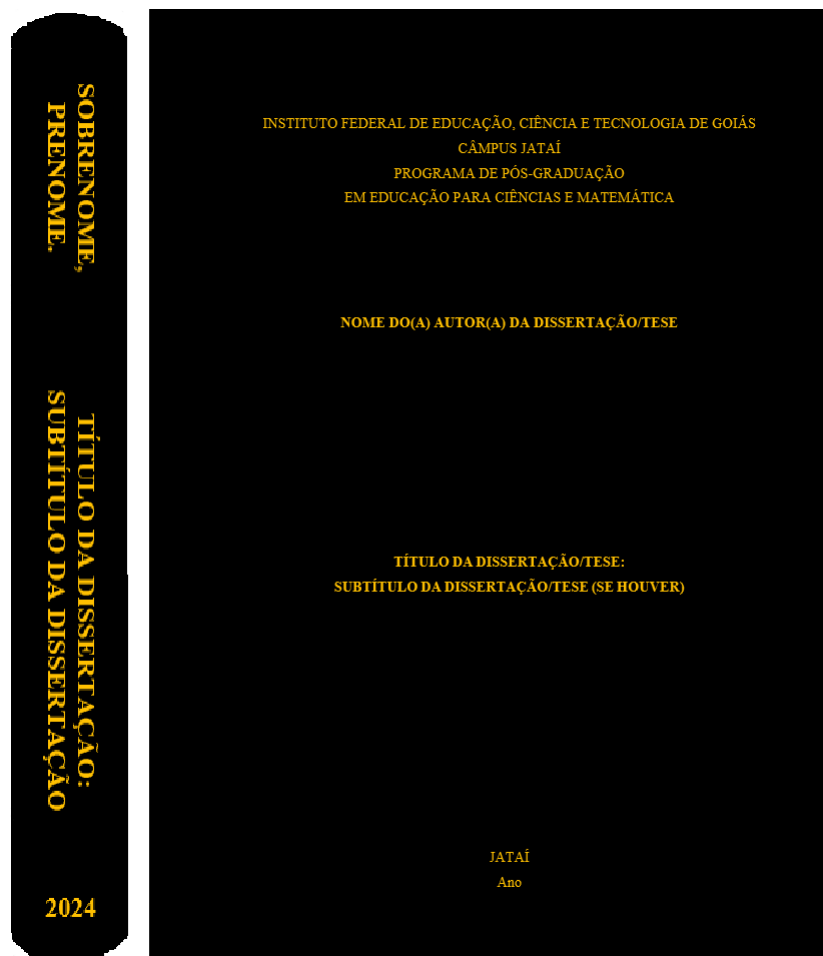 SOBRENOME,
PRENOME.
TÍTULO DA DISSERTAÇÃO:
SUBTÍTULO DA DISSERTAÇÃO
2024
INSTITUTO FEDERAL DE EDUCAÇÃO, CIÊNCIA E TECNOLOGIA DE GOIÁS
CÂMPUS JATAÍ
PROGRAMA DE PÓS-GRADUAÇÃO
EM EDUCAÇÃO PARA CIÊNCIAS E MATEMÁTICA
NOME DO(A) AUTOR(A) DA DISSERTAÇÃO/TESE
TÍTULO DA DISSERTAÇÃO/TESE:
SUBTÍTULO DA DISSERTAÇÃO/TESE (SE HOUVER)
JATAÍ
Ano